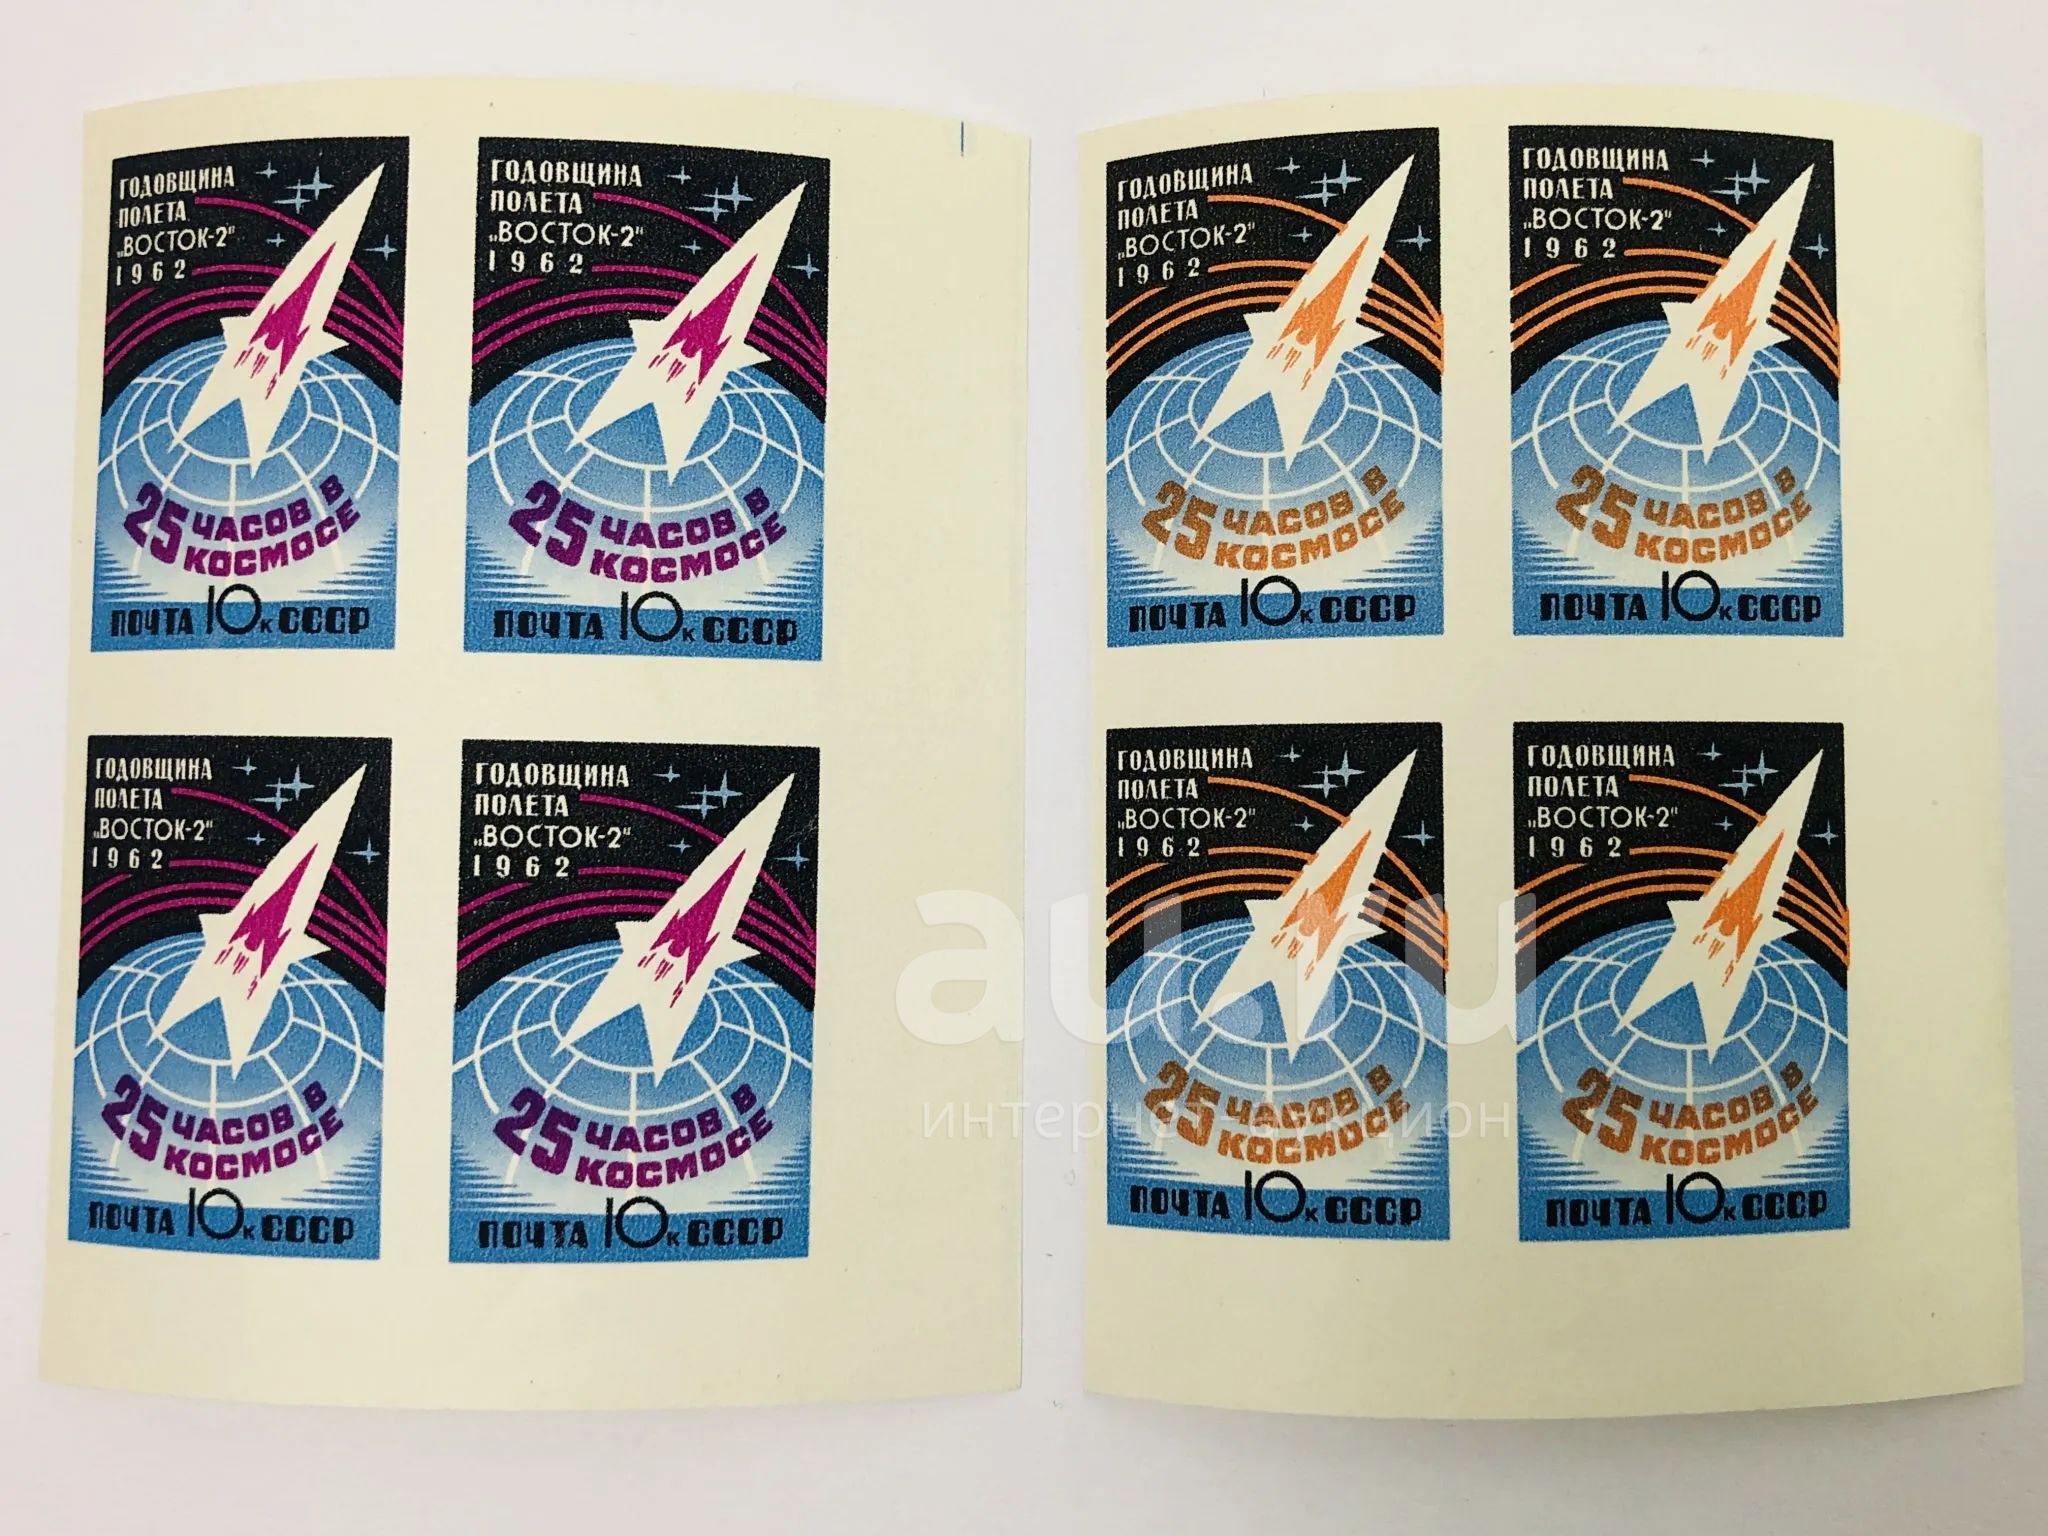 ГОДОВЩИНА
ПОЛЕТА
„ВОСТОК-2"
1962
25 ЧАСОВ В
КОСМОСЕ
ПОЧТА 10к СССР
ГОДОВЩИНА
ПОЛЕТА
„ВОСТОК-2"
1962
25 ЧАСОВ В
КОСМОСЕ
ПОЧТА 10к СССР
ГОДОВЩИНА
ПОЛЕТА
„ВОСТОК-2"
1962
25 ЧАСОВ В
КОСМОСЕ
ПОЧТА 10к СССР
ГОДОВЩИНА
ПОЛЕТА
„ВОСТОК-2"
1962
25 ЧАСОВ В
КОСМОСЕ
ПОЧТА 10к СССР
ГОДОВЩИНА
ПОЛЕТА
„ВОСТОК-2"
1962
25 ЧАСОВ В
КОСМОСЕ
ПОЧТА 10к СССР
ГОДОВЩИНА
ПОЛЕТА
„ВОСТОК-2"
1962
25 ЧАСОВ В
КОСМОСЕ
ПОЧТА 10к СССР
ГОДОВЩИНА
ПОЛЕТА
„ВОСТОК-2"
1962
25 ЧАСОВ В
КОСМОСЕ
ПОЧТА 10к СССР
ГОДОВЩИНА
ПОЛЕТА
„ВОСТОК-2"
1962
25 ЧАСОВ В
КОСМОСЕ
ПОЧТА 10к СССР
au.ru
интернет-аукцион